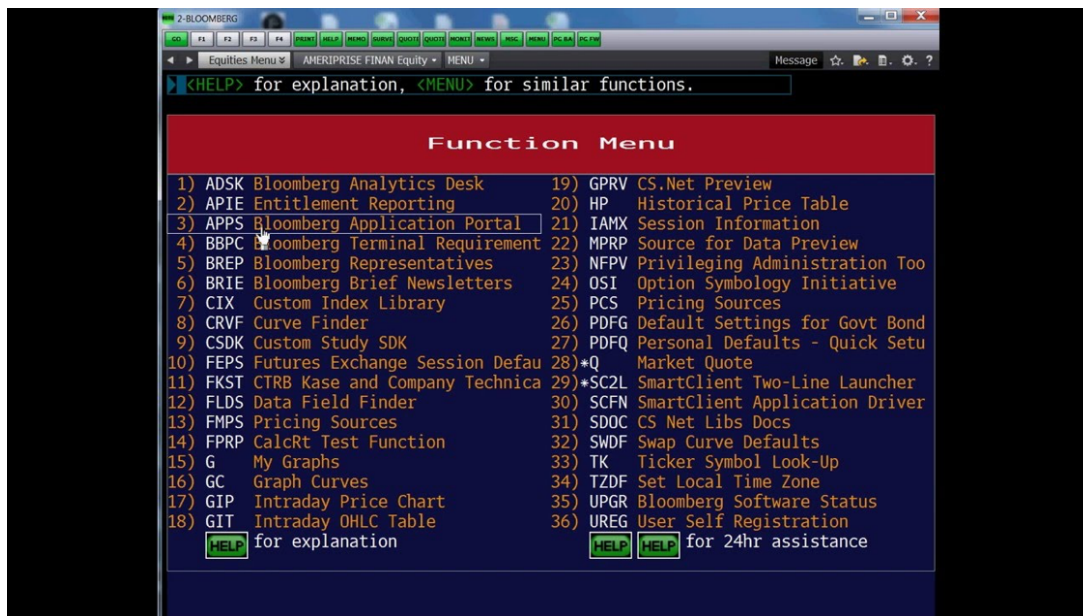 2-BLOOMBERG
GO F1 F2 F3 F4 PRINT HELP MEMO SURVE QUOTE QUOTE MONIT NEWS MSG MENU PC.BA PC.FW
Equities Menu AMERIPRISE FINAN Equity MENU Message ?
<HELP> for explanation, <MENU> for similar functions.
Function Menu
1) ADSK Bloomberg Analytics Desk
2) APIE Entitlement Reporting
3) APPS Bloomberg Application Portal
4) BBPC Bloomberg Terminal Requirement
5) BREP Bloomberg Representatives
6) BRIE Bloomberg Brief Newsletters
7) CIX Custom Index Library
8) CRVF Curve Finder
9) CSDK Custom Study SDK
10) FEPS Futures Exchange Session Defau
11) FKST CTRB Kase and Company Technica
12) FLDS Data Field Finder
13) FMPS Pricing Sources
14) FPRP CalcRt Test Function
15) G My Graphs
16) GC Graph Curves
17) GIP Intraday Price Chart
18) GIT Intraday OHLC Table
HELP for explanation
19) GPRV CS.Net Preview
20) HP Historical Price Table
21) IAMX Session Information
22) MPRP Source for Data Preview
23) NFPV Privileging Administration Too
24) OSI Option Symbology Initiative
25) PCS Pricing Sources
26) PDFG Default Settings for Govt Bond
27) PDFQ Personal Defaults - Quick Setu
28)*Q Market Quote
29)*SC2L SmartClient Two-Line Launcher
30) SCFN SmartClient Application Driver
31) SDOC CS Net Libs Docs
32) SWDF Swap Curve Defaults
33) TK Ticker Symbol Look-Up
34) TZDF Set Local Time Zone
35) UPGR Bloomberg Software Status
36) UREG User Self Registration
HELP HELP for 24hr assistance